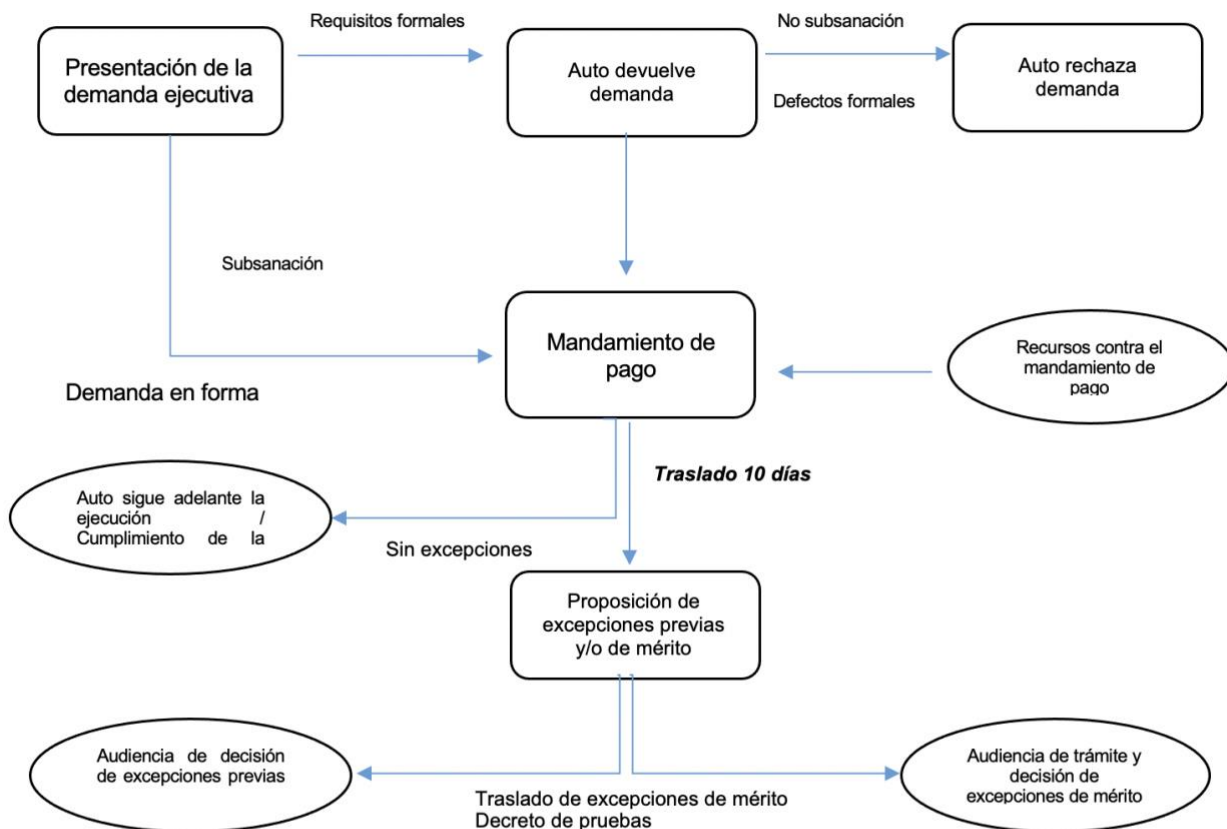 Requisitos formales
No subsanación
Presentación de la
demanda ejecutiva
Auto devuelve
demanda
Auto rechaza
demanda
Defectos formales
Subsanación
Mandamiento de
pago
Recursos contra el
mandamiento de
pago
Demanda en forma
Traslado 10 días
Auto sigue adelante la
ejecución /
Cumplimiento de la
Sin excepciones
Proposición de
excepciones previas
y/o de mérito
Audiencia de decisión
de excepciones previas
Audiencia de trámite y
decisión de
excepciones de mérito
Traslado de excepciones de mérito
Decreto de pruebas